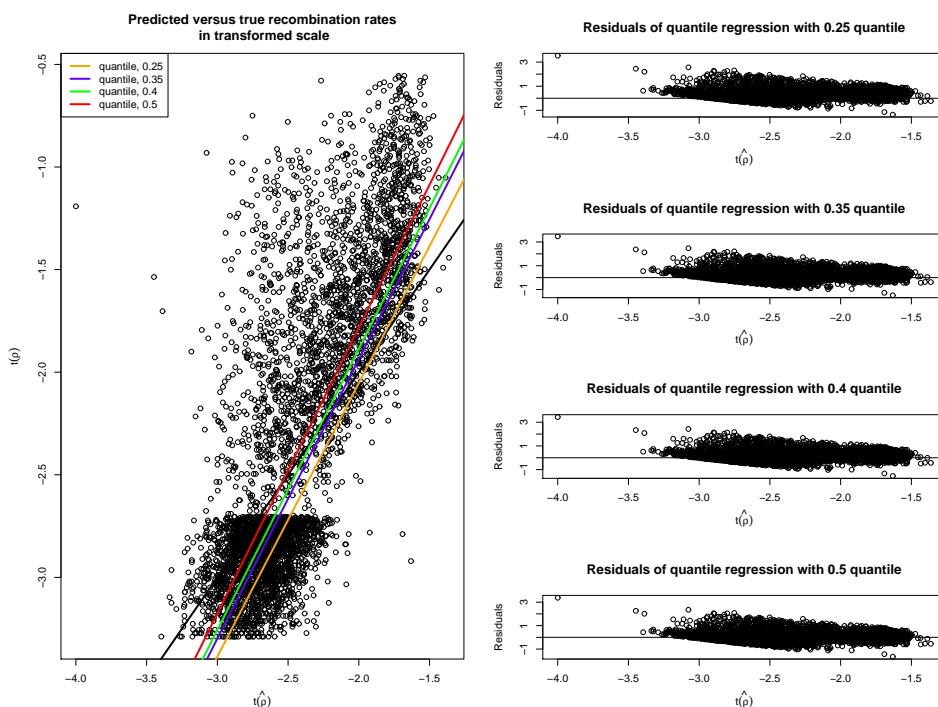 Predicted versus true recombination rates
in transformed scale
quantile, 0.25
quantile, 0.35
quantile, 0.4
quantile, 0.5
−0.5
−1.0
−1.5
−2.0
−2.5
−3.0
t(ρ)
−4.0 −3.5 −3.0 −2.5 −2.0 −1.5
t(ρ̂)
Residuals of quantile regression with 0.25 quantile
Residuals
3
1
−1
−4.0 −3.5 −3.0 −2.5 −2.0 −1.5
t(ρ̂)
Residuals of quantile regression with 0.35 quantile
Residuals
3
1
−1
−4.0 −3.5 −3.0 −2.5 −2.0 −1.5
t(ρ̂)
Residuals of quantile regression with 0.4 quantile
Residuals
3
1
−1
−4.0 −3.5 −3.0 −2.5 −2.0 −1.5
t(ρ̂)
Residuals of quantile regression with 0.5 quantile
Residuals
3
1
−1
−4.0 −3.5 −3.0 −2.5 −2.0 −1.5
t(ρ̂)